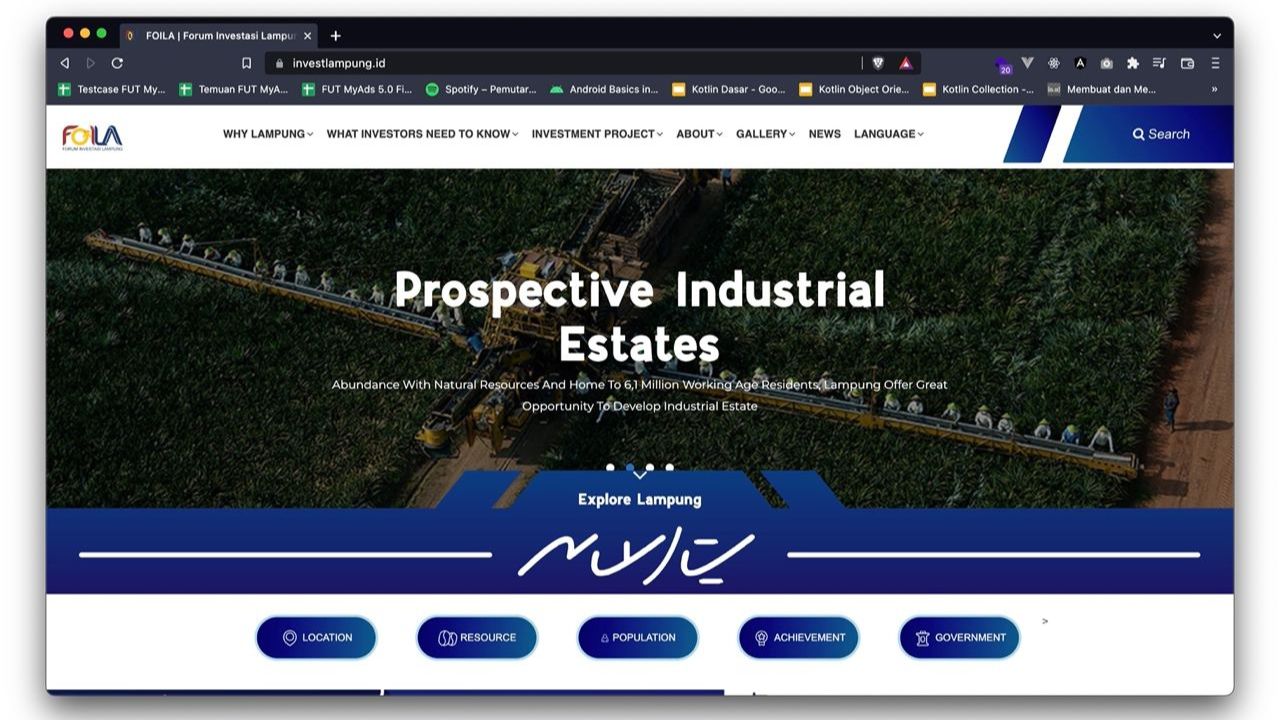 FOILA | Forum Investasi Lampun
investlampung.id
20
Testcase FUT My...
Temuan FUT MyA...
FUT MyAds 5.0 Fi...
Spotify – Pemutar...
Android Basics in...
Kotlin Dasar - Goo...
Kotlin Object Orie...
Kotlin Collection -...
Membuat dan Me...
»
FOILA
FORUM INVESTASI LAMPUNG
WHY LAMPUNG
WHAT INVESTORS NEED TO KNOW
INVESTMENT PROJECT
ABOUT
GALLERY
NEWS
LANGUAGE
Search
Prospective Industrial
Estates
Abundance With Natural Resources And Home To 6,1 Million Working Age Residents, Lampung Offer Great
Opportunity To Develop Industrial Estate
Explore Lampung
LOCATION
RESOURCE
POPULATION
ACHIEVEMENT
GOVERNMENT
>